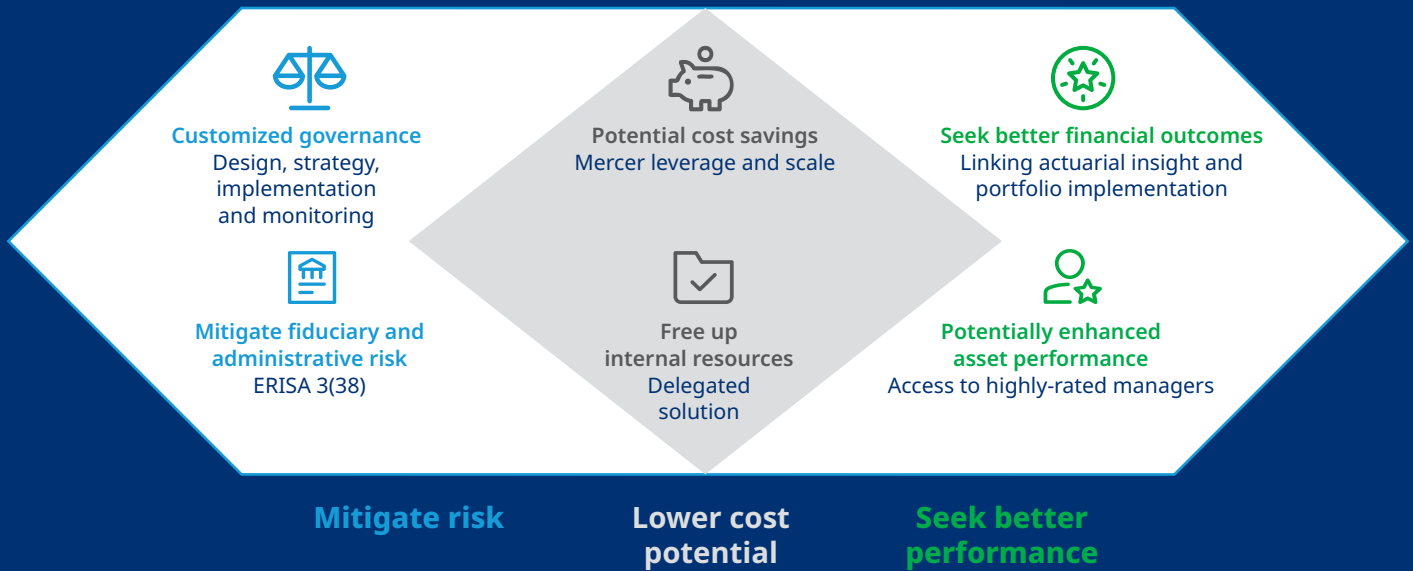 Customized governance
Design, strategy,
implementation
and monitoring
Mitigate fiduciary and
administrative risk
ERISA 3(38)
Potential cost savings
Mercer leverage and scale
Free up
internal resources
Delegated
solution
Seek better financial outcomes
Linking actuarial insight and
portfolio implementation
Potentially enhanced
asset performance
Access to highly-rated managers
Mitigate risk
Lower cost
potential
Seek better
performance